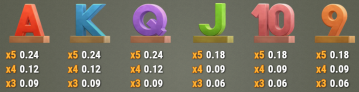 A K Q J 10 9
x5 0.24 x5 0.24 x5 0.24 x5 0.18 x5 0.18 x5 0.18
x4 0.12 x4 0.12 x4 0.12 x4 0.09 x4 0.09 x4 0.09
x3 0.09 x3 0.09 x3 0.09 x3 0.06 x3 0.06 x3 0.06